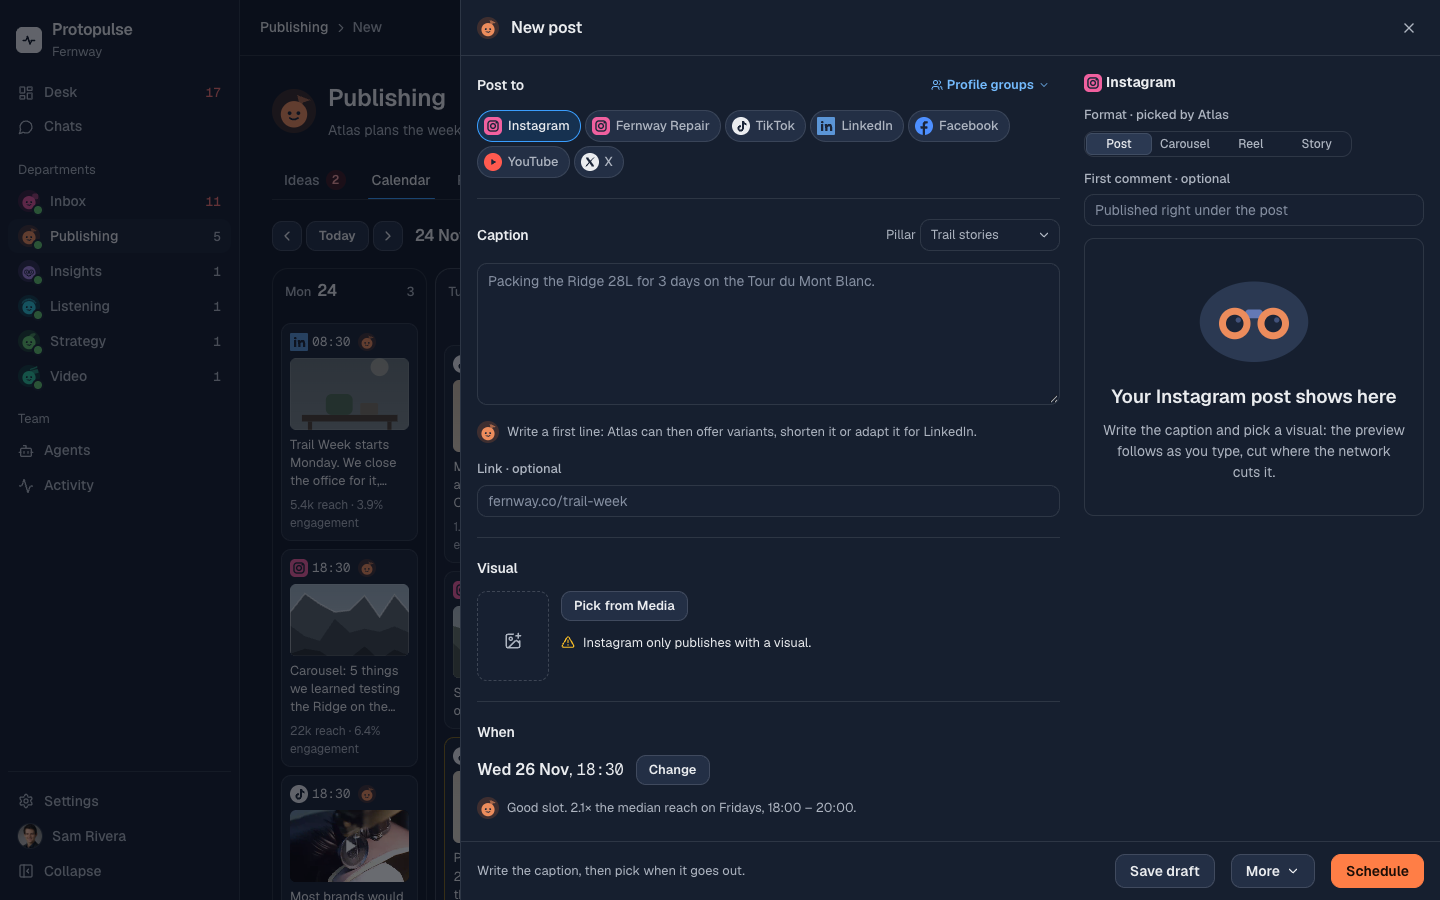 Protopulse
Fernway
Desk
17
Chats
Departments
Inbox
11
Publishing
5
Insights
1
Listening
1
Strategy
1
Video
1
Team
Agents
Activity
Settings
Sam Rivera
Collapse
Publishing
New
Publishing
Atlas plans the week
Ideas
2
Calendar
Today
24 No
Mon 24
3
Tu
08:30
Trail Week starts
Monday. We close
the office for it,…
5.4k reach · 3.9%
engagement
18:30
Carousel: 5 things
we learned testing
the Ridge on the…
22k reach · 6.4%
engagement
18:30
Most brands would
New post
Post to
Profile groups
Instagram
Fernway Repair
TikTok
LinkedIn
Facebook
YouTube
X
Caption
Pillar
Trail stories
Packing the Ridge 28L for 3 days on the Tour du Mont Blanc.
Write a first line: Atlas can then offer variants, shorten it or adapt it for LinkedIn.
Link · optional
fernway.co/trail-week
Visual
Pick from Media
Instagram only publishes with a visual.
When
Wed 26 Nov, 18:30
Change
Good slot. 2.1× the median reach on Fridays, 18:00 – 20:00.
Instagram
Format · picked by Atlas
Post
Carousel
Reel
Story
First comment · optional
Published right under the post
Your Instagram post shows here
Write the caption and pick a visual: the preview
follows as you type, cut where the network
cuts it.
Write the caption, then pick when it goes out.
Save draft
More
Schedule